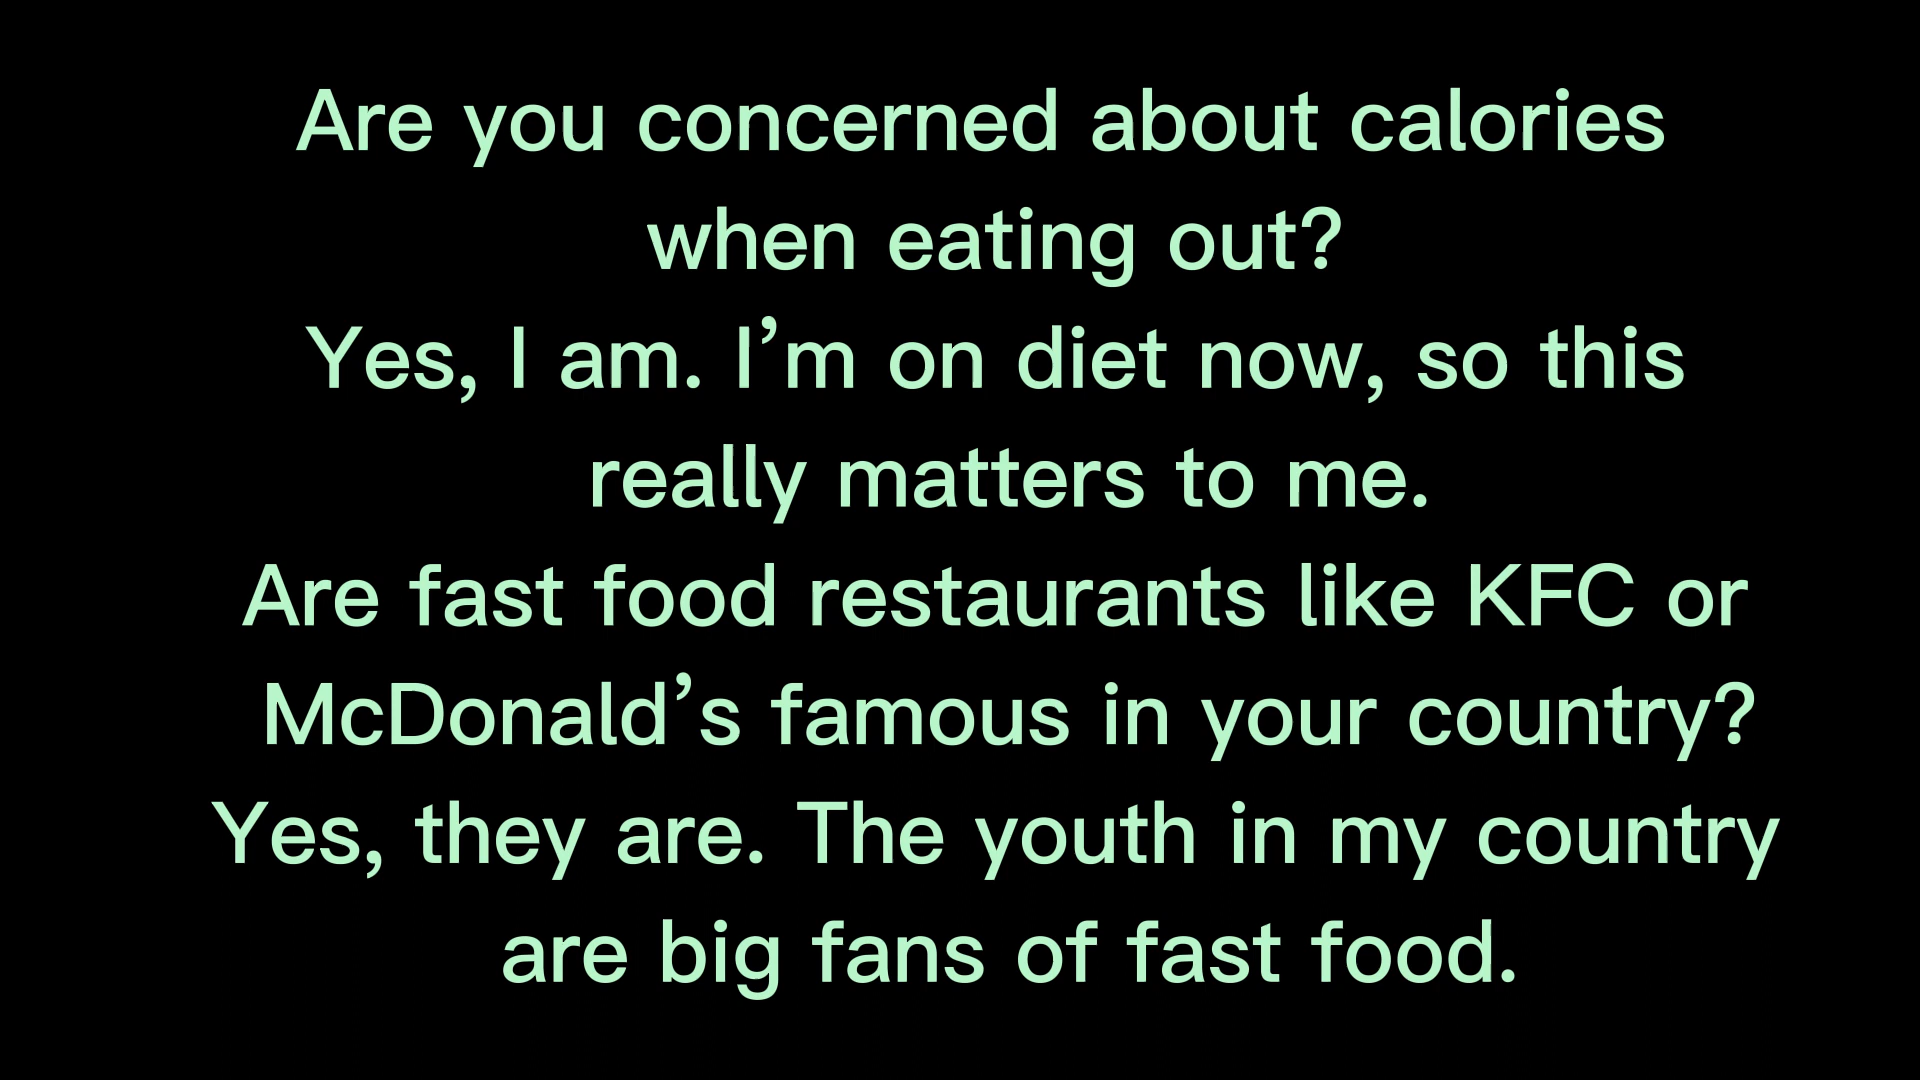 Are you concerned about calories
when eating out?
Yes, I am. I’m on diet now, so this
really matters to me.
Are fast food restaurants like KFC or
McDonald’s famous in your country?
Yes, they are. The youth in my country
are big fans of fast food.